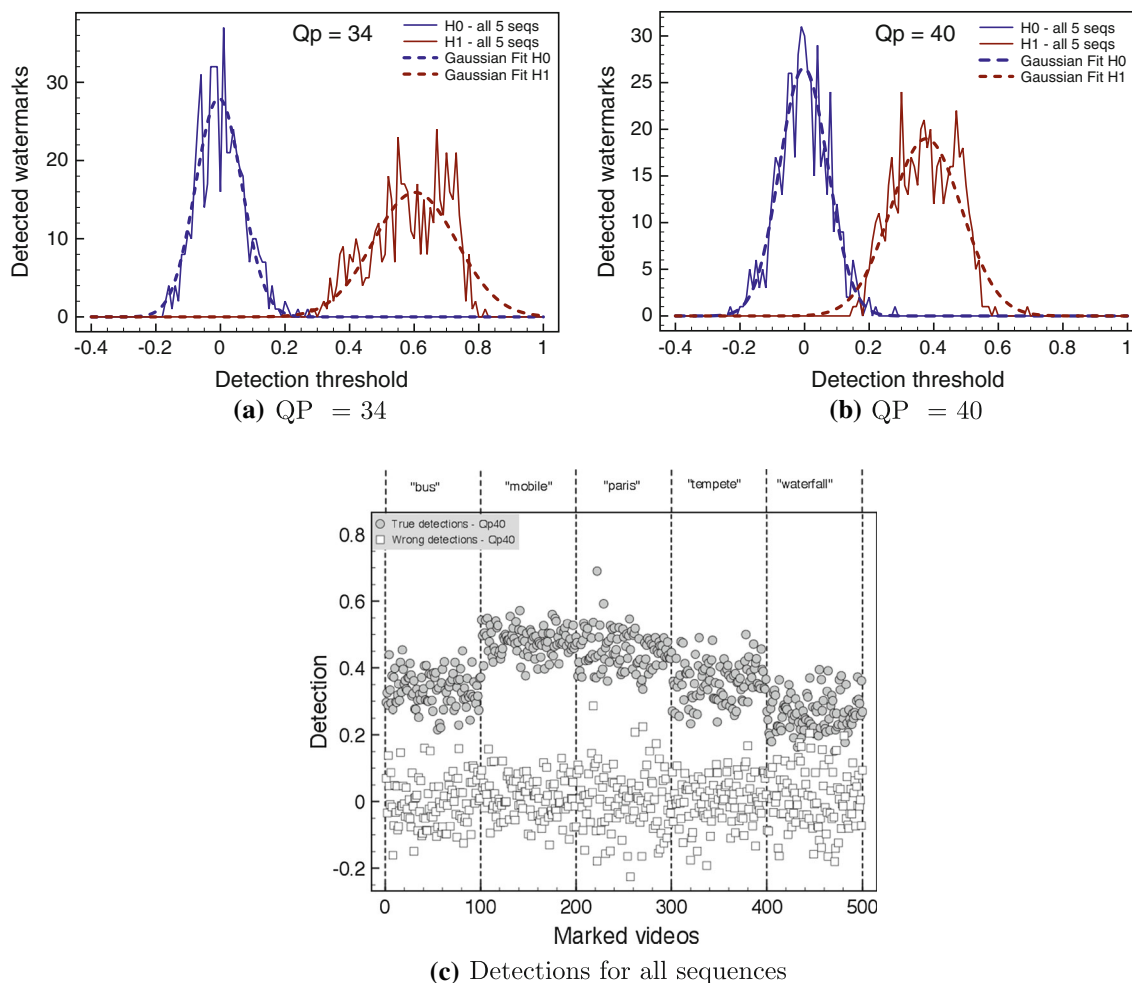 Qp = 34
H0 - all 5 seqs
H1 - all 5 seqs
Gaussian Fit H0
Gaussian Fit H1
Detected watermarks
30
20
10
0
-0.4
-0.2
0
0.2
0.4
0.6
0.8
1
Detection threshold
(a) QP = 34
Qp = 40
H0 - all 5 seqs
H1 - all 5 seqs
Gaussian Fit H0
Gaussian Fit H1
Detected watermarks
30
25
20
15
10
5
0
-0.4
-0.2
0
0.2
0.4
0.6
0.8
1
Detection threshold
(b) QP = 40
"bus"
"mobile"
"paris"
"tempete"
"waterfall"
True detections - Qp40
Wrong detections - Qp40
Detection
0.8
0.6
0.4
0.2
0
-0.2
0
100
200
300
400
500
Marked videos
(c) Detections for all sequences